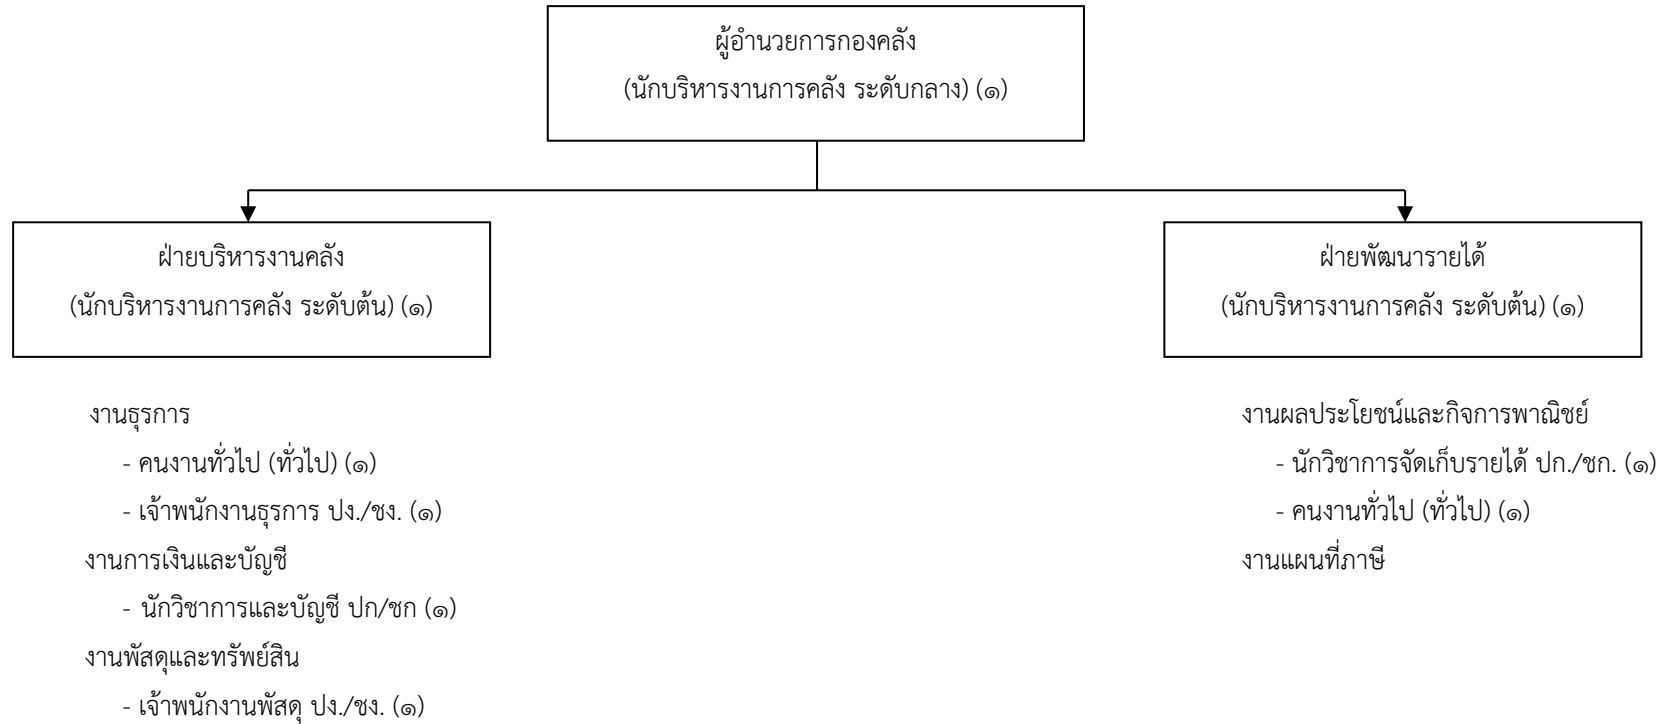 ผู้อำนวยการกองคลัง
(นักบริหารงานการคลัง ระดับกลาง) (๑)
ฝ่ายบริหารงานคลัง
(นักบริหารงานการคลัง ระดับต้น) (๑)
งานธุรการ
- คนงานทั่วไป (ทั่วไป) (๑)
- เจ้าพนักงานธุรการ ปง./ชง. (๑)
งานการเงินและบัญชี
- นักวิชาการและบัญชี ปก/ชก (๑)
งานพัสดุและทรัพย์สิน
- เจ้าพนักงานพัสดุ ปง./ชง. (๑)
ฝ่ายพัฒนารายได้
(นักบริหารงานการคลัง ระดับต้น) (๑)
งานผลประโยชน์และกิจการพาณิชย์
- นักวิชาการจัดเก็บรายได้ ปก./ชก. (๑)
- คนงานทั่วไป (ทั่วไป) (๑)
งานแผนที่ภาษี